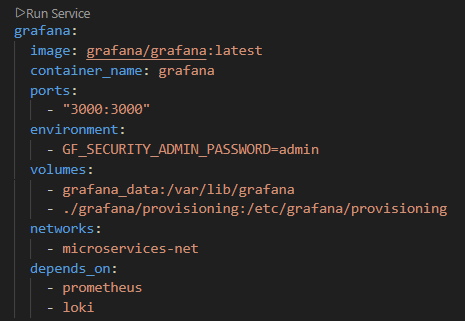 ▷Run Service
grafana:
  image: grafana/grafana:latest
  container_name: grafana
  ports:
    - "3000:3000"
  environment:
    - GF_SECURITY_ADMIN_PASSWORD=admin
  volumes:
    - grafana_data:/var/lib/grafana
    - ./grafana/provisioning:/etc/grafana/provisioning
  networks:
    - microservices-net
  depends_on:
    - prometheus
    - loki